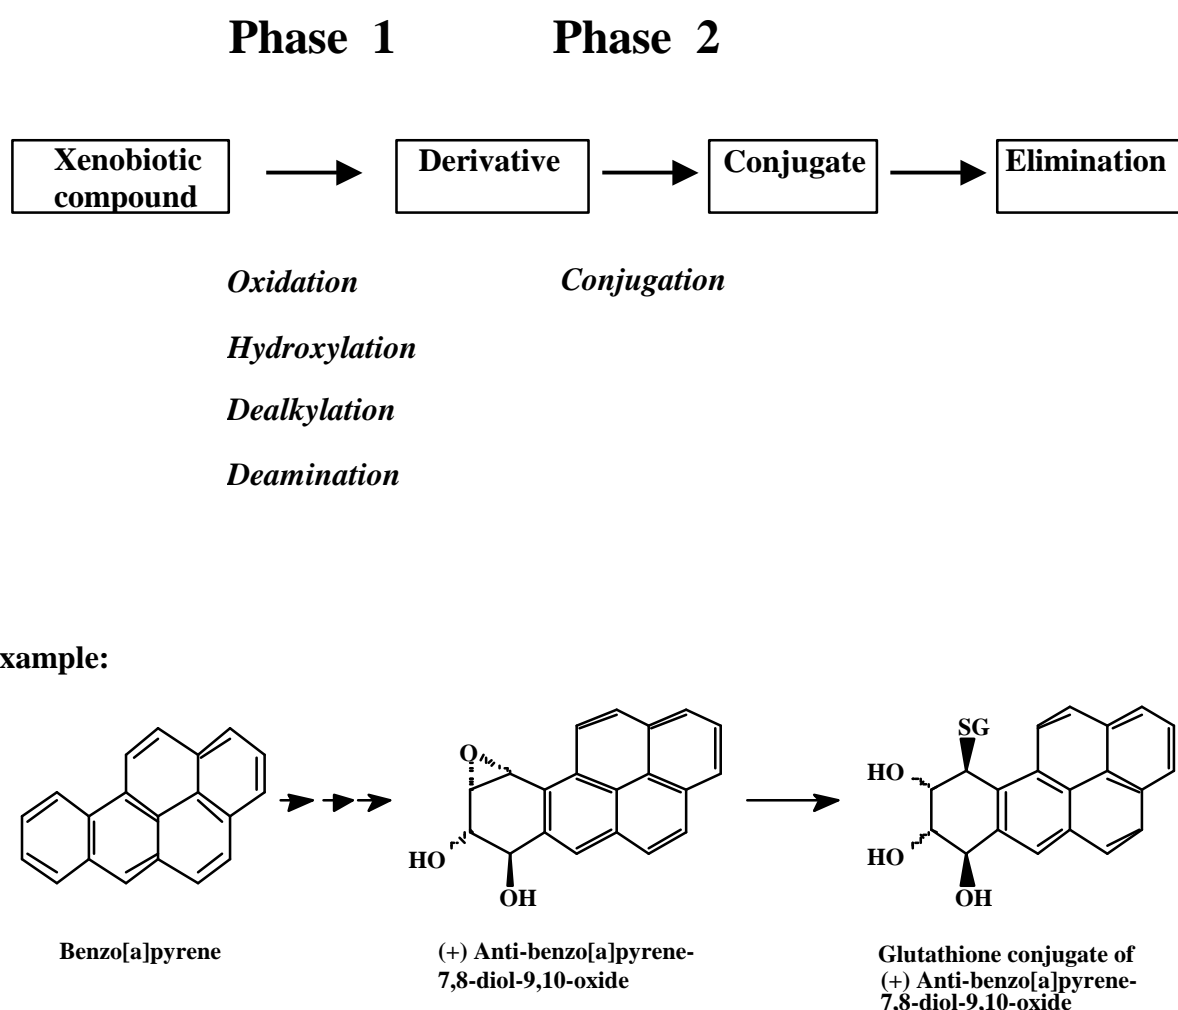 Phase 1 Phase 2
Xenobiotic
compound
Derivative
Conjugate
Elimination
Oxidation Conjugation
Hydroxylation
Dealkylation
Deamination
xample:
O
HO
OH
SG
HO
HO
OH
Benzo[a]pyrene
(+) Anti-benzo[a]pyrene-
7,8-diol-9,10-oxide
Glutathione conjugate of
(+) Anti-benzo[a]pyrene-
7,8-diol-9,10-oxide